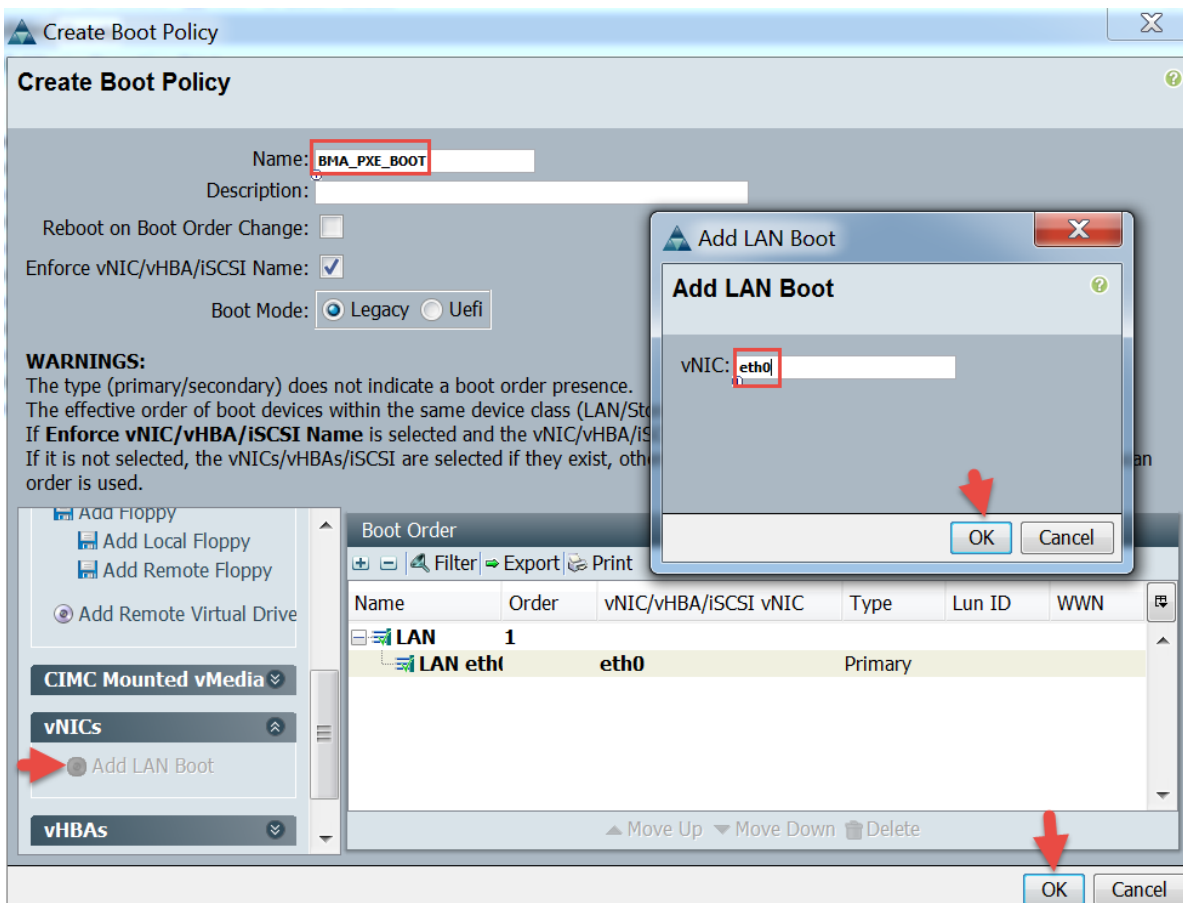 Create Boot Policy
Create Boot Policy
Name: BMA_PXE_BOOT
Description:
Reboot on Boot Order Change:
Enforce vNIC/vHBA/iSCSI Name:
Boot Mode: Legacy Uefi
WARNINGS:
The type (primary/secondary) does not indicate a boot order presence.
The effective order of boot devices within the same device class (LAN/Sto
If Enforce vNIC/vHBA/iSCSI Name is selected and the vNIC/vHBA/iS
If it is not selected, the vNICs/vHBAs/iSCSI are selected if they exist, oth an
order is used.
Add LAN Boot
Add LAN Boot
vNIC: eth0
OK Cancel
Add Floppy
Add Local Floppy
Add Remote Floppy
Add Remote Virtual Drive
CIMC Mounted vMedia
vNICs
Add LAN Boot
vHBAs
Boot Order
Filter Export Print
Name Order vNIC/vHBA/iSCSI vNIC Type Lun ID WWN
LAN 1
LAN eth( eth0 Primary
Move Up Move Down Delete
OK Cancel